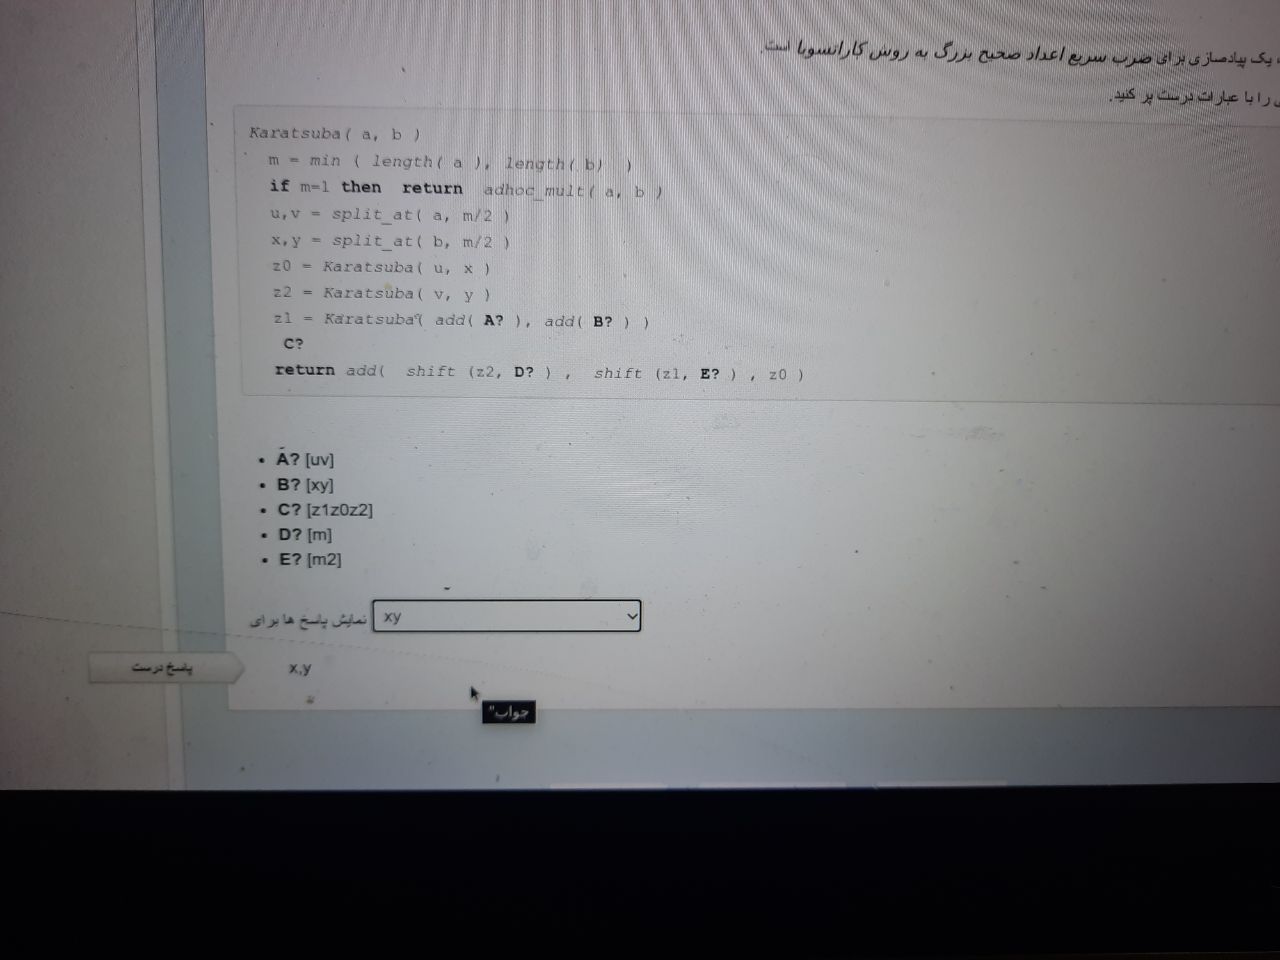 یک پیاده‌سازی برای ضرب سریع اعداد صحیح بزرگ به روش کاراتسوبا است.
را با عبارات درست پر کنید.
Karatsuba( a, b )
m = min ( length( a ), length( b) )
if m=1 then return adhoc_mult( a, b )
u,v = split_at( a, m/2 )
x,y = split_at( b, m/2 )
z0 = Karatsuba( u, x )
z2 = Karatsuba( v, y )
z1 = Karatsuba( add( A? ), add( B? ) )
C?
return add( shift (z2, D? ) , shift (z1, E? ) , z0 )
• A? [uv]
• B? [xy]
• C? [z1z0z2]
• D? [m]
• E? [m2]
نمایش پاسخ ها برای xy
پاسخ درست x,y
جواب"